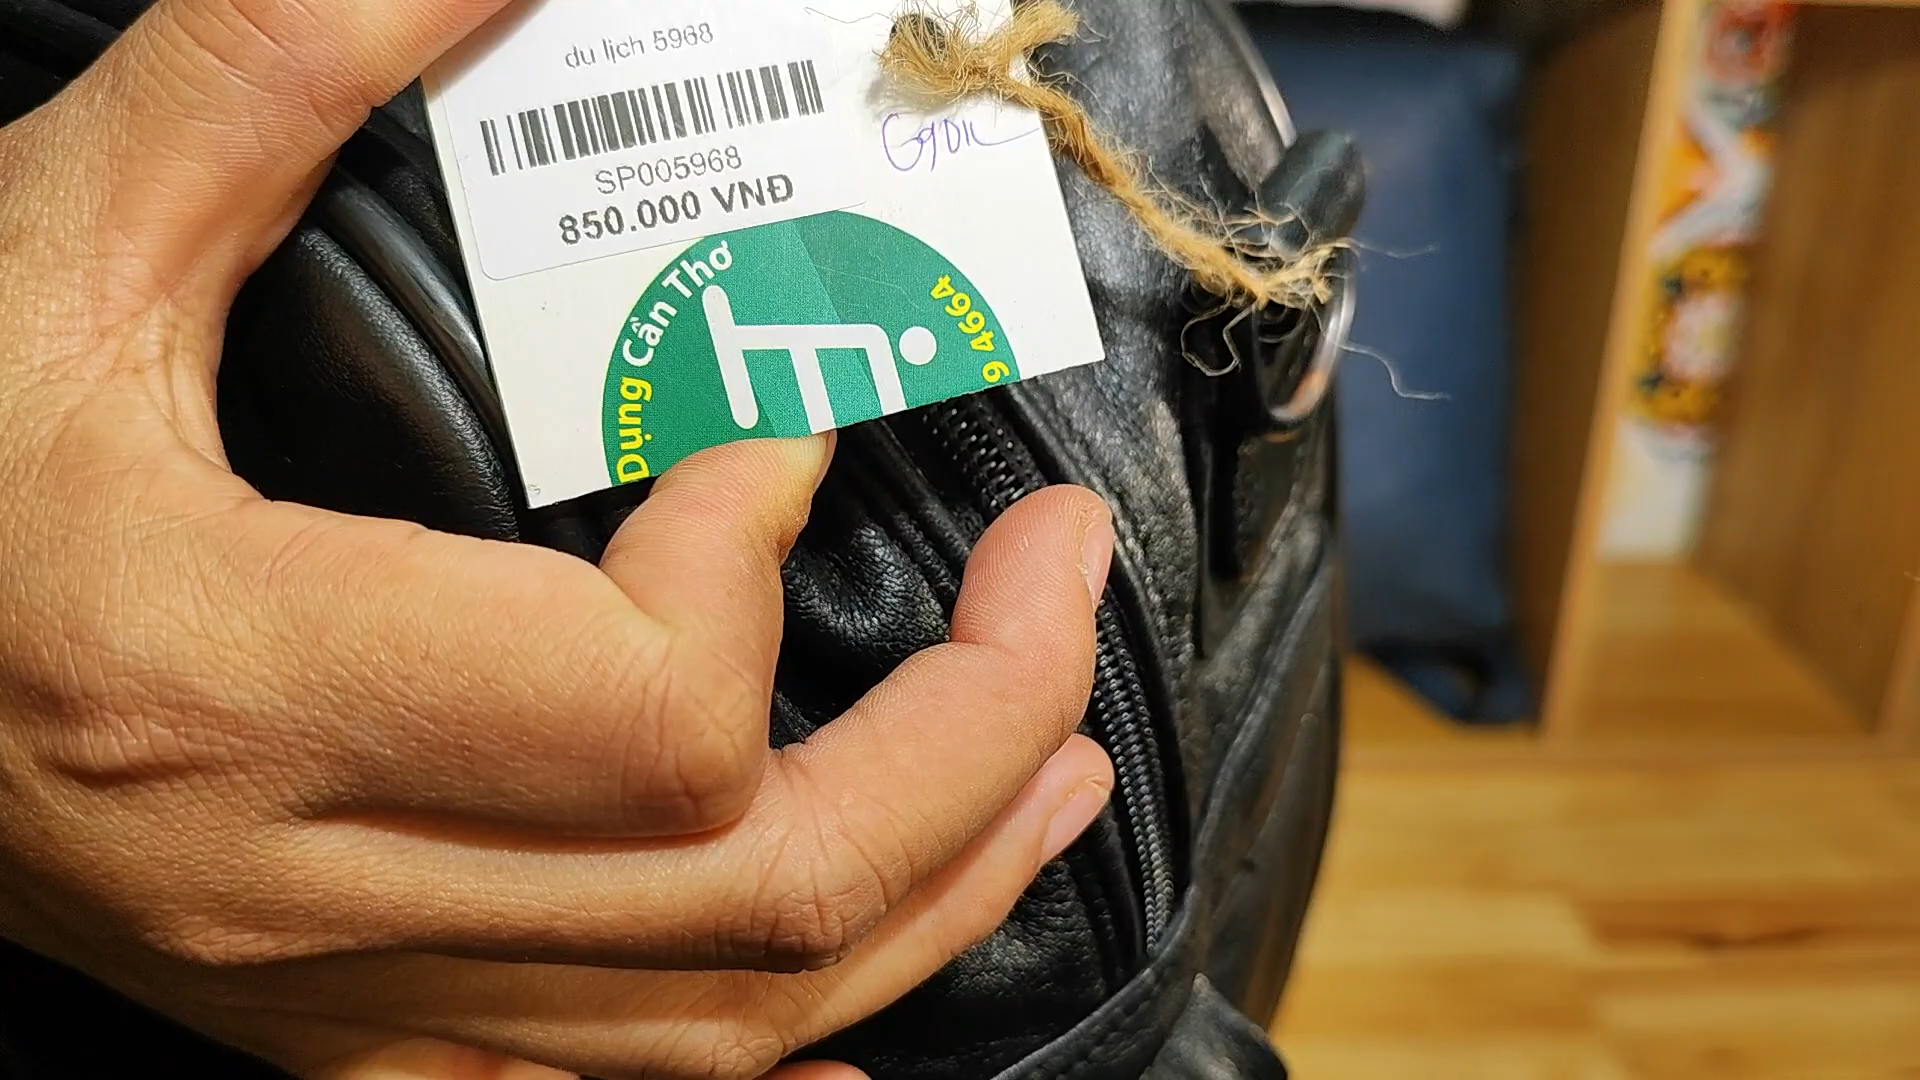 du lịch 5968
SP005968
850.000 VNĐ
Dụng Cần Thơ
9 4664